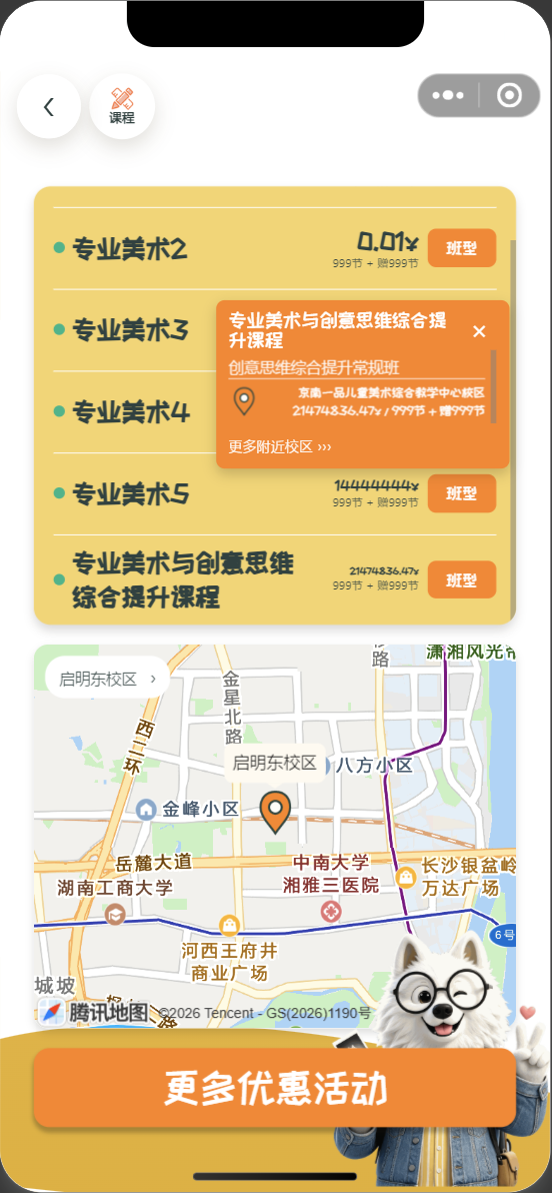 课程
专业美术2
0.01¥
999节 + 赠999节
班型
专业美术3
专业美术与创意思维综合提
升课程
×
创意思维综合提升常规班
京南一品儿童美术综合教学中心校区
21474836.47¥ / 999节 + 赠999节
更多附近校区 ›››
专业美术4
专业美术5
14444444¥
999节 + 赠999节
班型
专业美术与创意思维
综合提升课程
21474836.47¥
999节 + 赠999节
班型
启明东校区 ›
金星北路
路
潇湘风光带
西二环
启明东校区
八方小区
金峰小区
岳麓大道
湖南工商大学
中南大学
湘雅三医院
长沙银盆岭
万达广场
河西王府井
商业广场
6号
城坡
腾讯地图
©2026 Tencent - GS(2026)1190号
更多优惠活动